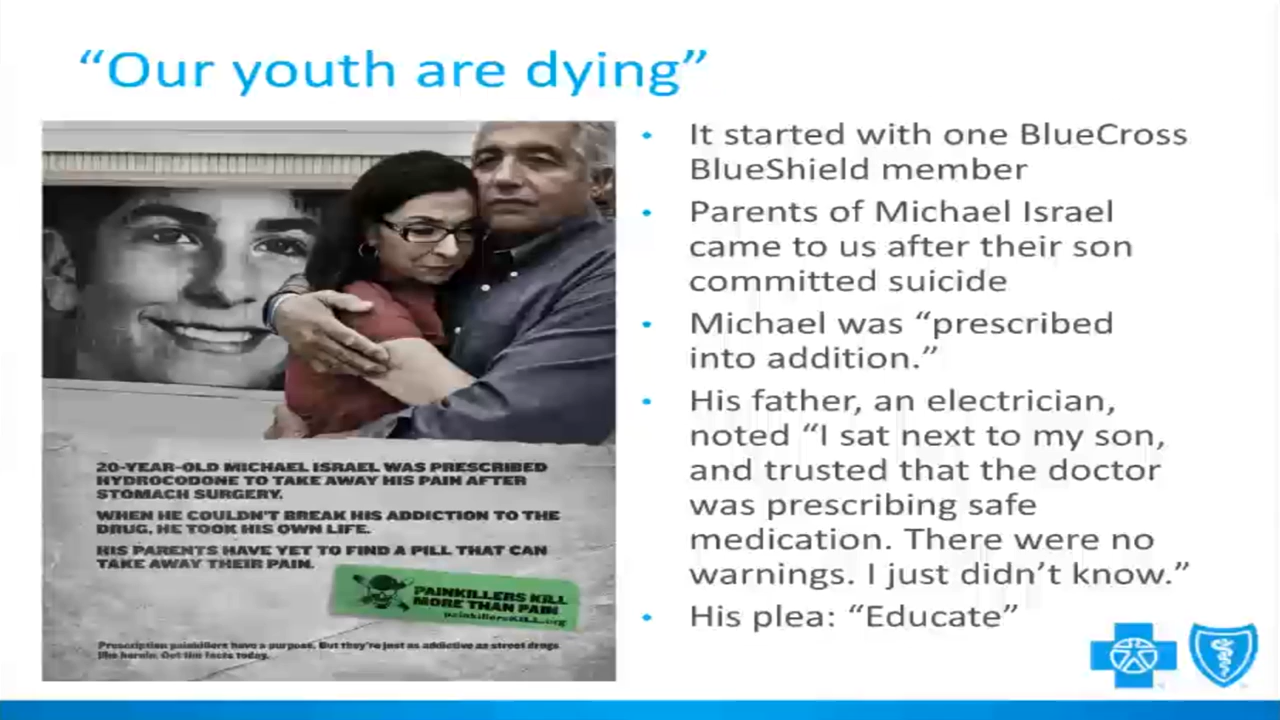 “Our youth are dying”
It started with one BlueCross
BlueShield member
Parents of Michael Israel
came to us after their son
committed suicide
Michael was “prescribed
into addition.”
His father, an electrician,
noted “I sat next to my son,
and trusted that the doctor
was prescribing safe
medication. There were no
warnings. I just didn’t know.”
His plea: “Educate”
20-YEAR-OLD MICHAEL ISRAEL WAS PRESCRIBED
HYDROCODONE TO TAKE AWAY HIS PAIN AFTER
STOMACH SURGERY.
WHEN HE COULDN'T BREAK HIS ADDICTION TO THE
DRUG, HE TOOK HIS OWN LIFE.
HIS PARENTS HAVE YET TO FIND A PILL THAT CAN
TAKE AWAY THEIR PAIN.
PAINKILLERS KILL
MORE THAN PAIN
painkillersKILL.org
Prescription painkillers have a purpose. But they're just as addictive as street drugs
like heroin. Get the facts today.